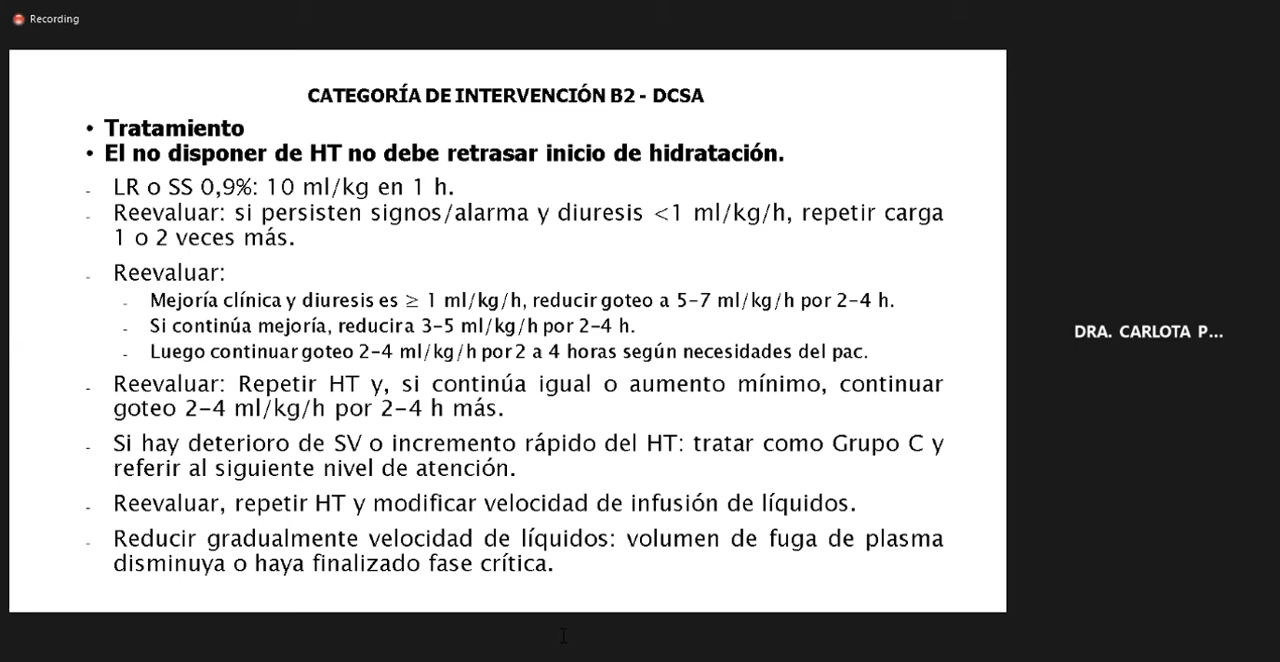 Recording
CATEGORÍA DE INTERVENCIÓN B2 - DCSA
• Tratamiento
• El no disponer de HT no debe retrasar inicio de hidratación.
- LR o SS 0,9%: 10 ml/kg en 1 h.
- Reevaluar: si persisten signos/alarma y diuresis <1 ml/kg/h, repetir carga
1 o 2 veces más.
- Reevaluar:
- Mejoría clínica y diuresis es ≥ 1 ml/kg/h, reducir goteo a 5–7 ml/kg/h por 2–4 h.
- Si continúa mejoría, reducir a 3–5 ml/kg/h por 2–4 h.
- Luego continuar goteo 2–4 ml/kg/h por 2 a 4 horas según necesidades del pac.
- Reevaluar: Repetir HT y, si continúa igual o aumento mínimo, continuar
goteo 2–4 ml/kg/h por 2–4 h más.
- Si hay deterioro de SV o incremento rápido del HT: tratar como Grupo C y
referir al siguiente nivel de atención.
- Reevaluar, repetir HT y modificar velocidad de infusión de líquidos.
- Reducir gradualmente velocidad de líquidos: volumen de fuga de plasma
disminuya o haya finalizado fase crítica.
DRA. CARLOTA P...